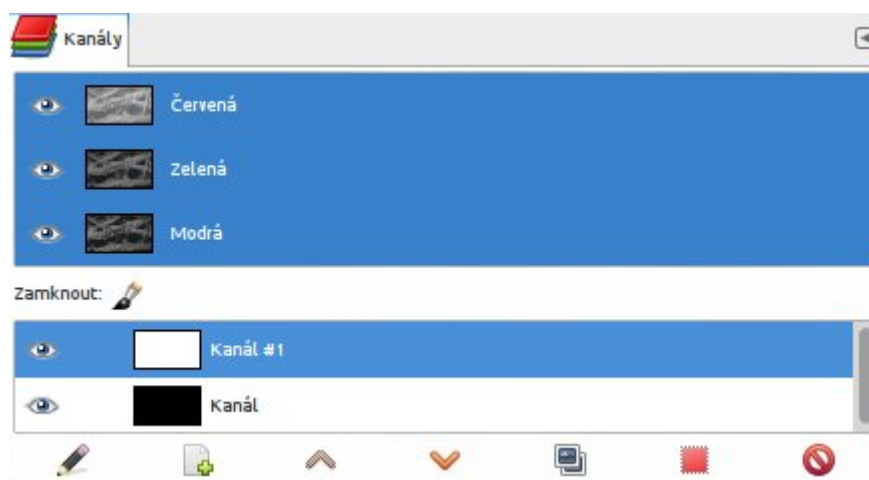 Kanály
Červená
Zelená
Modrá
Zamknout:
Kanál #1
Kanál